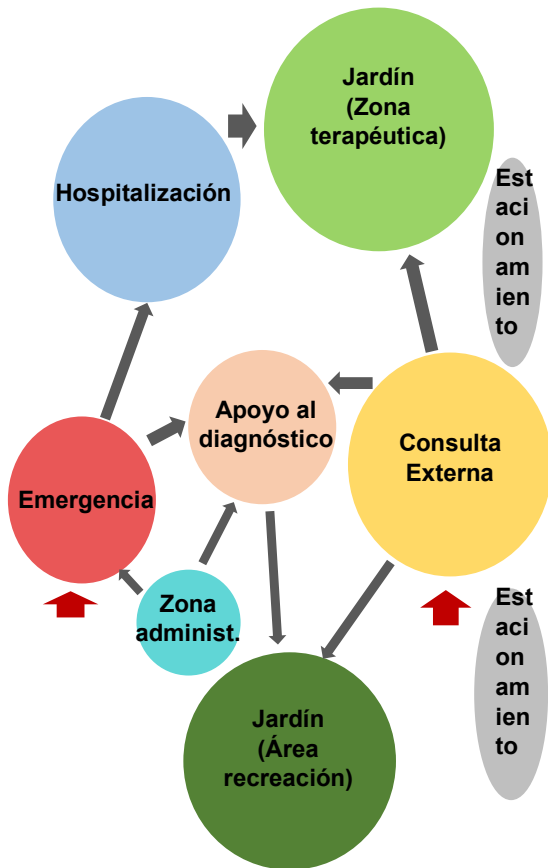 Jardín
(Zona
terapéutica)
Hospitalización
Est
aci
on
am
ien
to
Apoyo al
diagnóstico
Consulta
Externa
Emergencia
Zona
administ.
Est
aci
on
am
ien
to
Jardín
(Área
recreación)